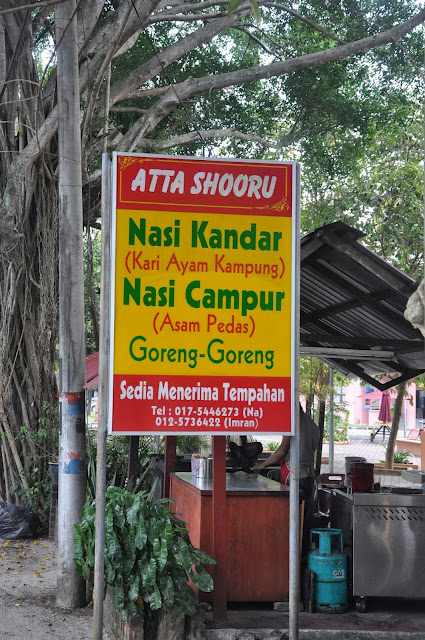 ATTA SHOORU
Nasi Kandar
(Kari Ayam Kampung)
Nasi Campur
(Asam Pedas)
Goreng-Goreng
Sedia Menerima Tempahan
Tel : 017-5446273 (Na)
012-5736422 (Imran)